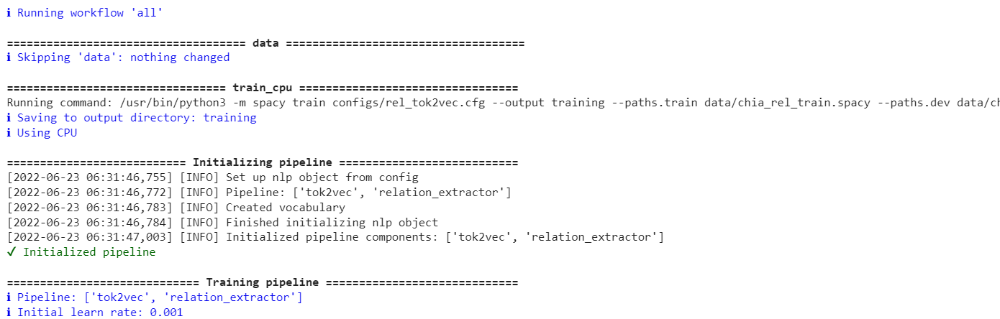 ℹ Running workflow 'all'
==================================== data ====================================
ℹ Skipping 'data': nothing changed
================================= train_cpu =================================
Running command: /usr/bin/python3 -m spacy train configs/rel_tok2vec.cfg --output training --paths.train data/chia_rel_train.spacy --paths.dev data/ch
ℹ Saving to output directory: training
ℹ Using CPU
=========================== Initializing pipeline ===========================
[2022-06-23 06:31:46,755] [INFO] Set up nlp object from config
[2022-06-23 06:31:46,772] [INFO] Pipeline: ['tok2vec', 'relation_extractor']
[2022-06-23 06:31:46,783] [INFO] Created vocabulary
[2022-06-23 06:31:46,784] [INFO] Finished initializing nlp object
[2022-06-23 06:31:47,003] [INFO] Initialized pipeline components: ['tok2vec', 'relation_extractor']
✔ Initialized pipeline
============================= Training pipeline =============================
ℹ Pipeline: ['tok2vec', 'relation_extractor']
ℹ Initial learn rate: 0.001